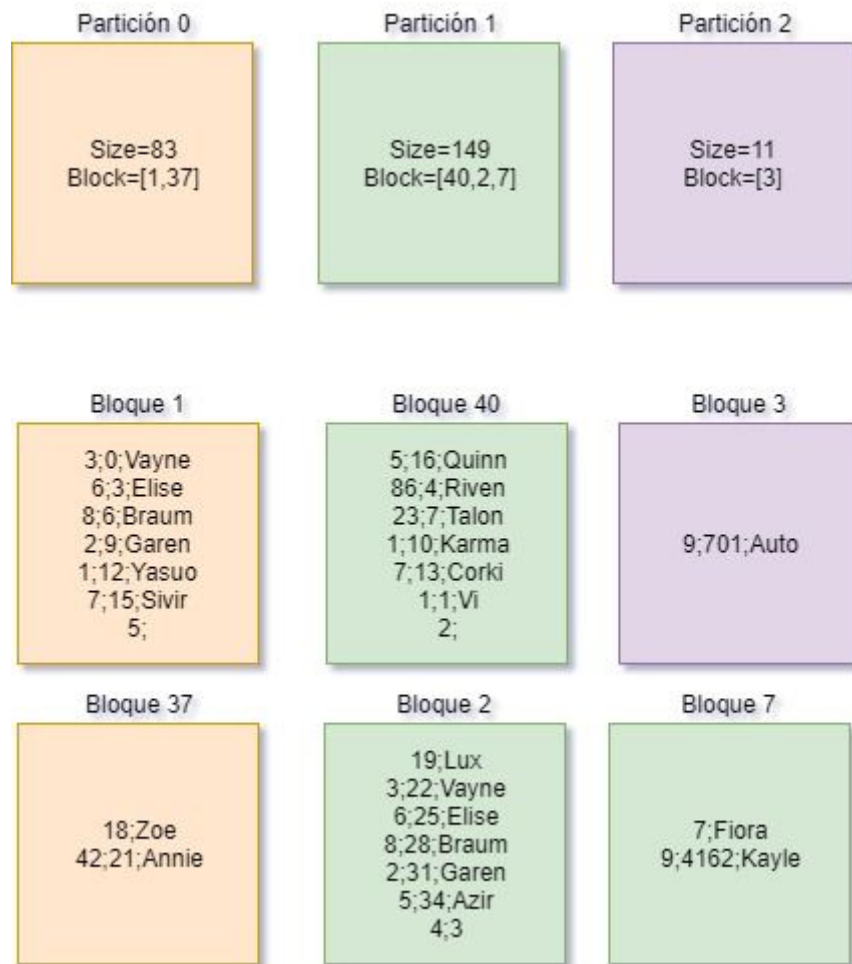 Partición 0
Size=83
Block=[1,37]
Partición 1
Size=149
Block=[40,2,7]
Partición 2
Size=11
Block=[3]
Bloque 1
3;0;Vayne
6;3;Elise
8;6;Braum
2;9;Garen
1;12;Yasuo
7;15;Sivir
5;
Bloque 40
5;16;Quinn
86;4;Riven
23;7;Talon
1;10;Karma
7;13;Corki
1;1;Vi
2;
Bloque 3
9;701;Auto
Bloque 37
18;Zoe
42;21;Annie
Bloque 2
19;Lux
3;22;Vayne
6;25;Elise
8;28;Braum
2;31;Garen
5;34;Azir
4;3
Bloque 7
7;Fiora
9;4162;Kayle